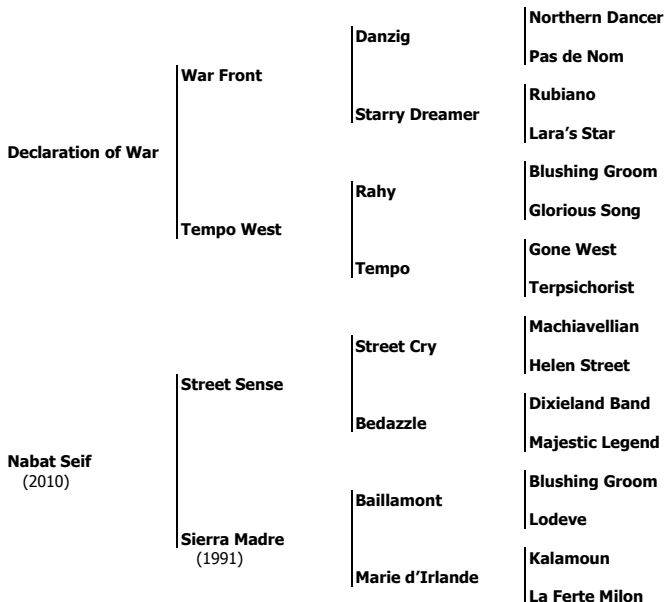 Northern Dancer
Danzig
Pas de Nom
War Front
Rubiano
Starry Dreamer
Lara’s Star
Declaration of War
Blushing Groom
Rahy
Glorious Song
Tempo West
Gone West
Tempo
Terpsichorist
Machiavellian
Street Cry
Helen Street
Street Sense
Dixieland Band
Bedazzle
Majestic Legend
Nabat Seif
(2010)
Blushing Groom
Baillamont
Lodeve
Sierra Madre
(1991)
Kalamoun
Marie d’Irlande
La Ferte Milon